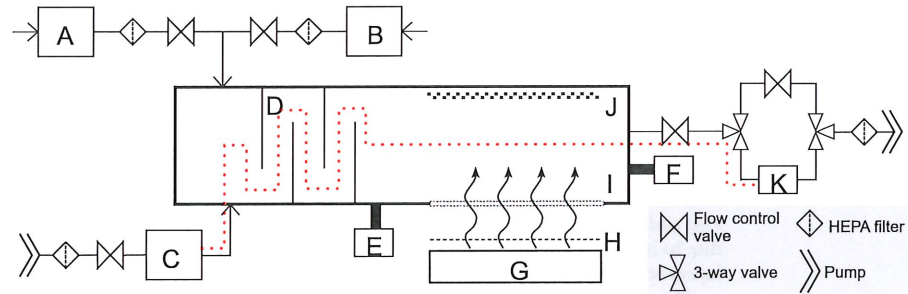 A
B
D
J
F
I
K
E
H
C
G
Flow control
valve
HEPA filter
3-way valve
Pump